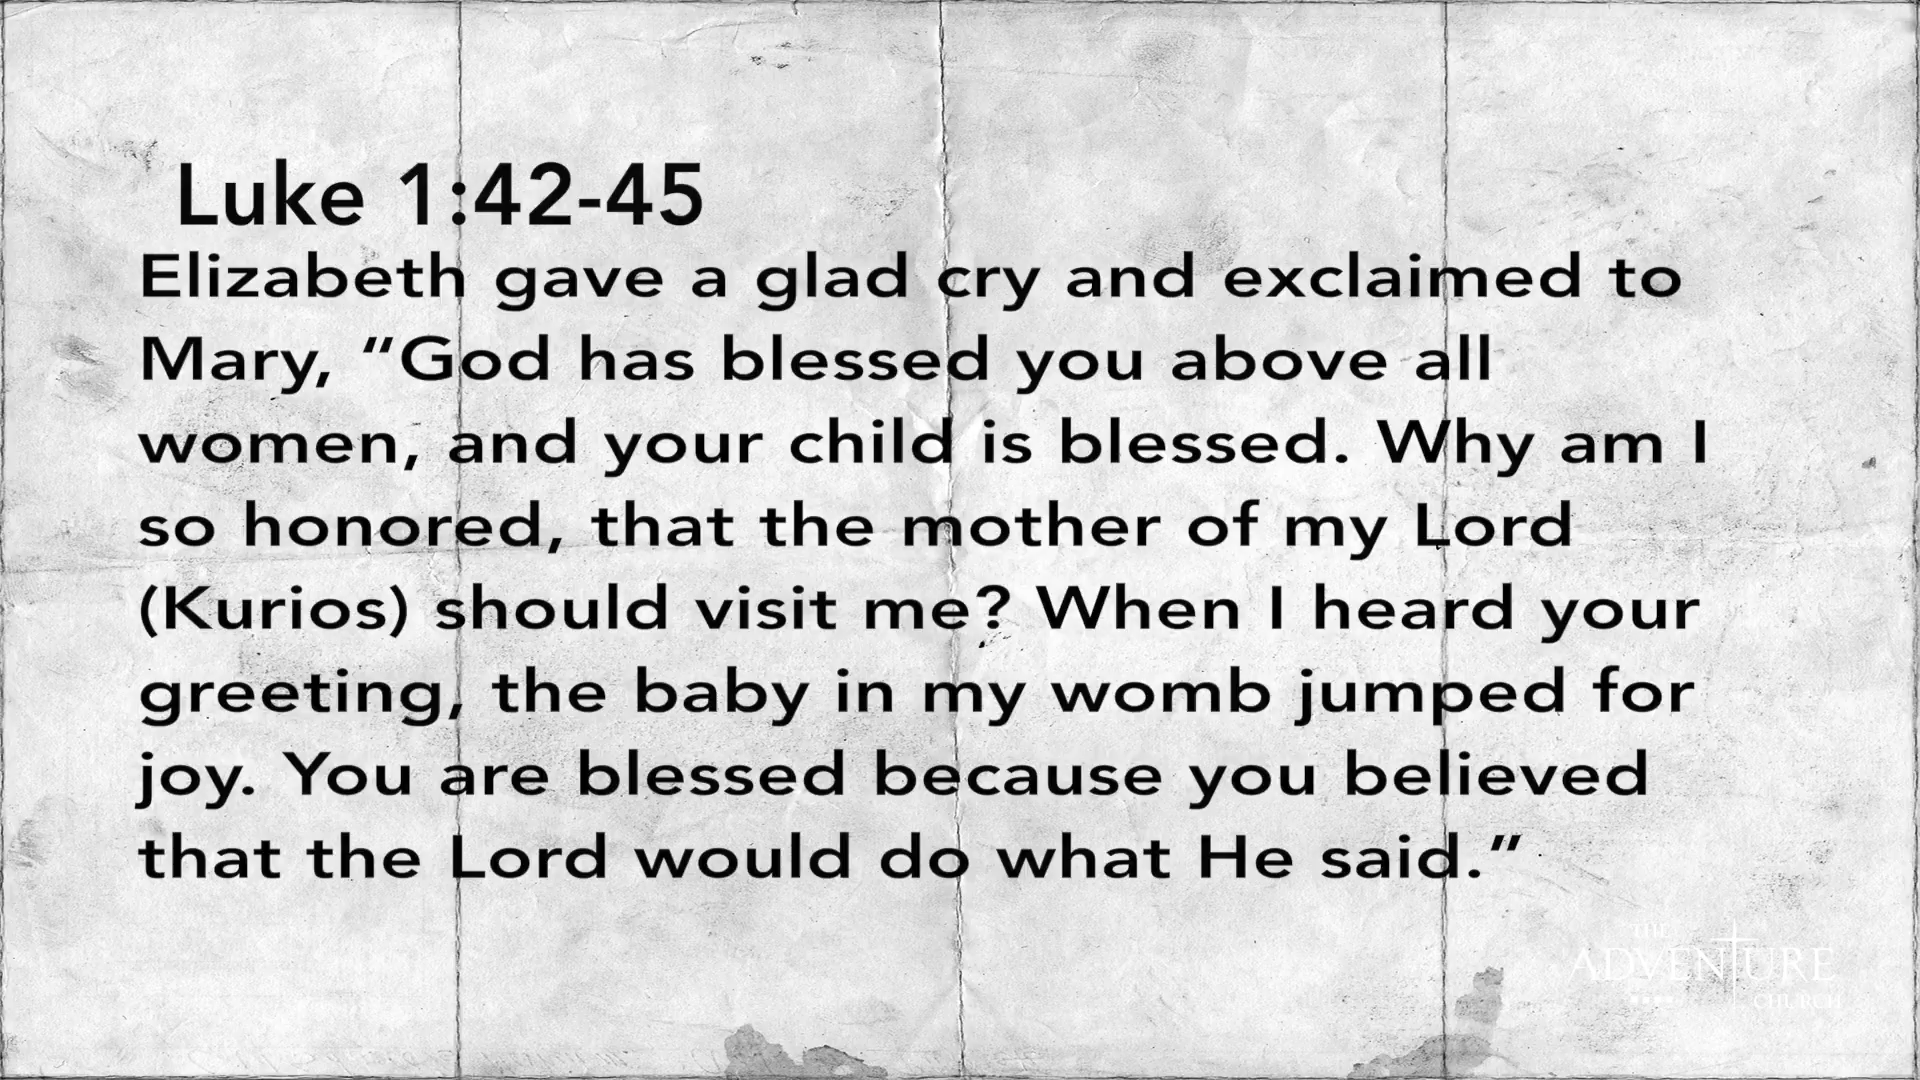 Luke 1:42-45
Elizabeth gave a glad cry and exclaimed to
Mary, “God has blessed you above all
women, and your child is blessed. Why am I
so honored, that the mother of my Lord
(Kurios) should visit me? When I heard your
greeting, the baby in my womb jumped for
joy. You are blessed because you believed
that the Lord would do what He said.”
THE
ADVENTURE
CHURCH